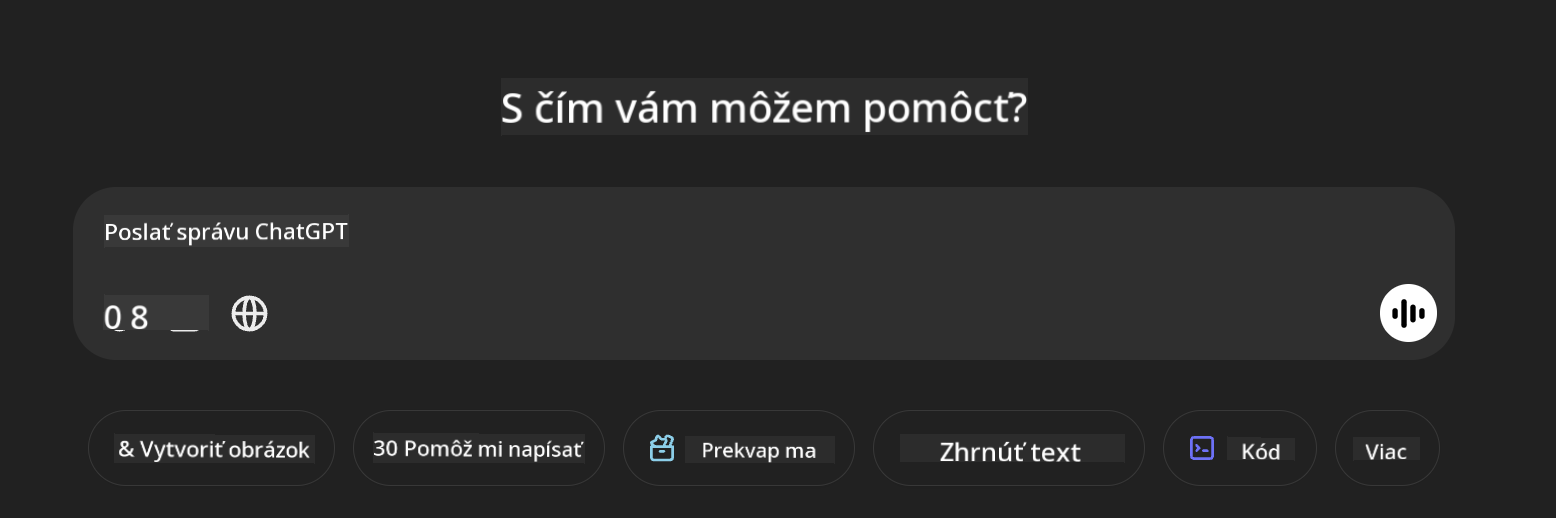 S čím vám môžem pomôcť?
Poslať správu ChatGPT
0 8
& Vytvoriť obrázok
30 Pomôž mi napísať
Prekvap ma
Zhrnúť text
Kód
Viac